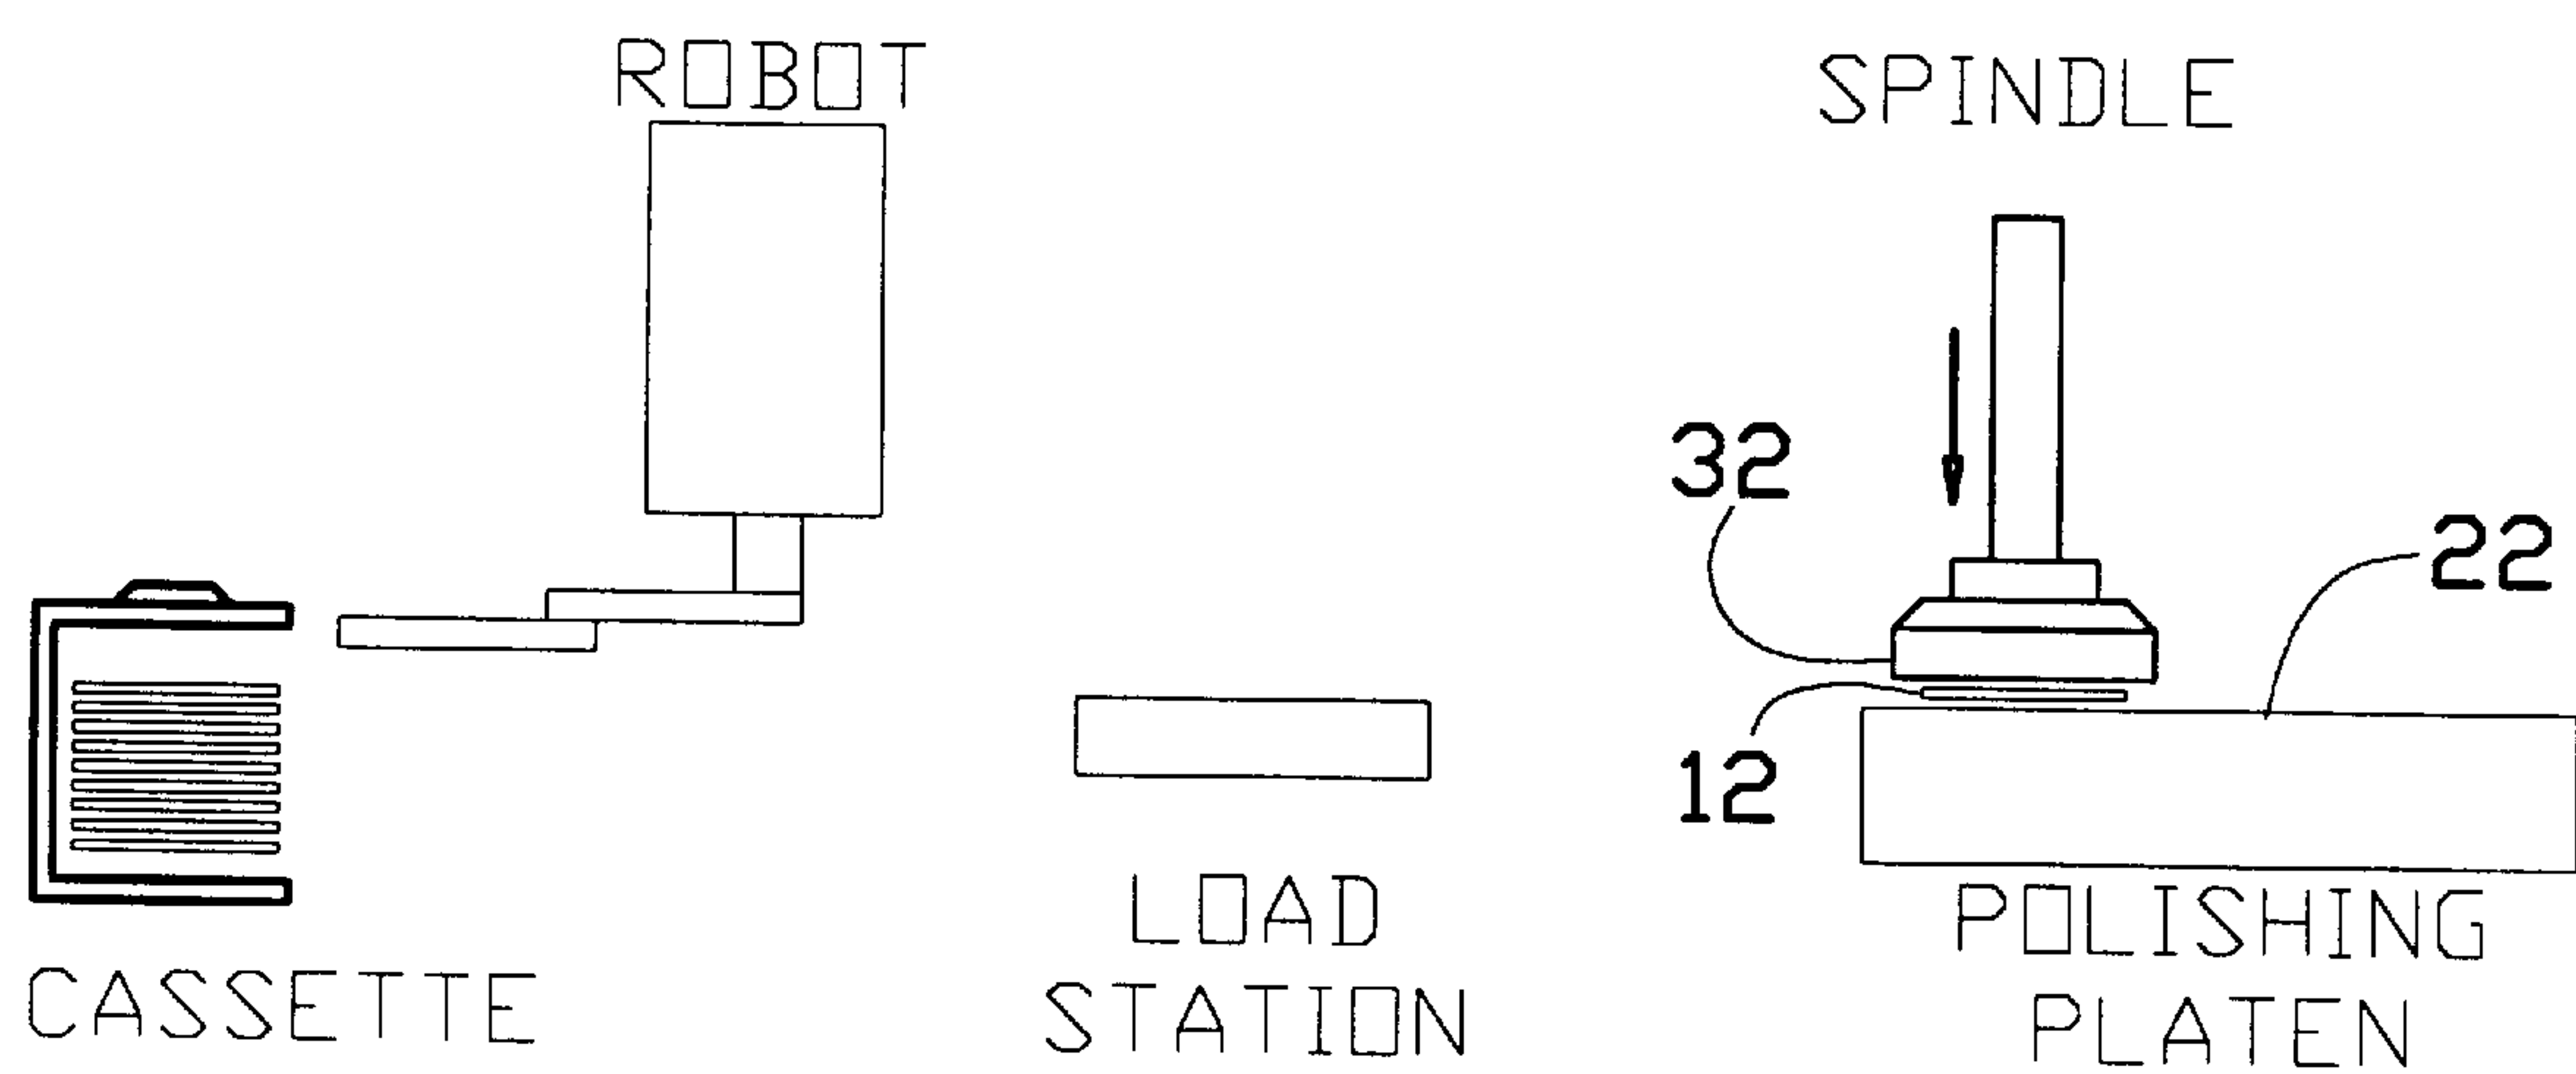 ROBOT
SPINDLE
32
22
12
LOAD
STATION
CASSETTE
POLISHING
PLATEN